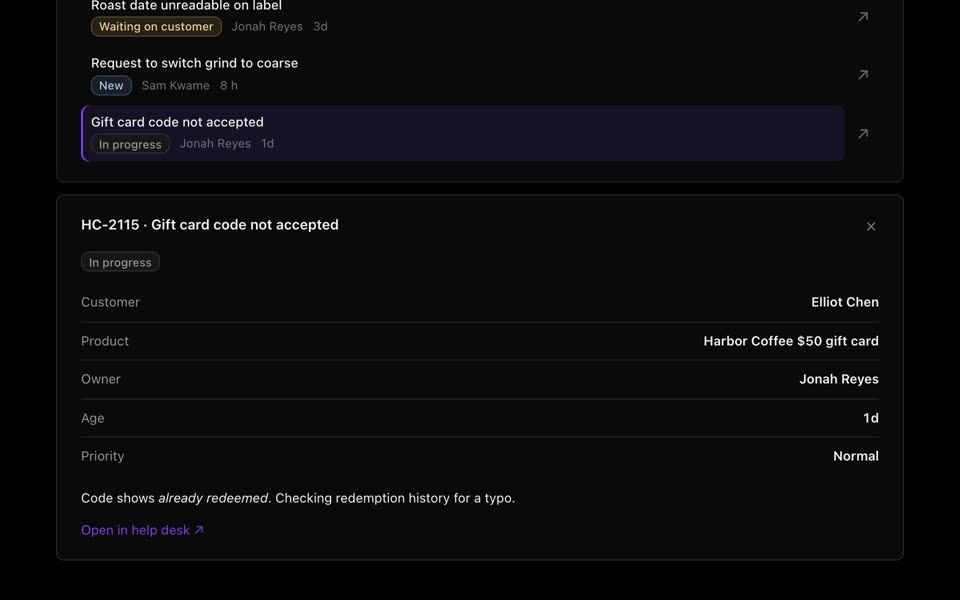 Roast date unreadable on label
Waiting on customer Jonah Reyes 3d
Request to switch grind to coarse
New Sam Kwame 8 h
Gift card code not accepted
In progress Jonah Reyes 1d
HC-2115 · Gift card code not accepted
In progress
Customer Elliot Chen
Product Harbor Coffee $50 gift card
Owner Jonah Reyes
Age 1d
Priority Normal
Code shows already redeemed. Checking redemption history for a typo.
Open in help desk ↗